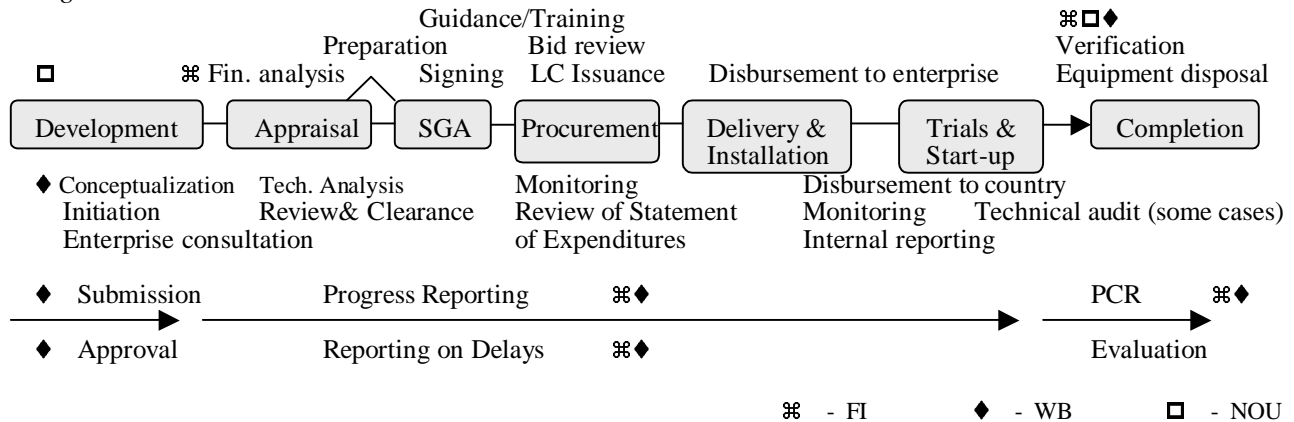 Guidance/Training
⌘ □ ♦
Preparation Bid review Verification
□ ⌘ Fin. analysis Signing LC Issuance Disbursement to enterprise Equipment disposal
Development Appraisal SGA Procurement Delivery & Trials & Completion
Installation Start-up
♦ Conceptualization Tech. Analysis Monitoring Disbursement to country
Initiation Review& Clearance Review of Statement Monitoring Technical audit (some cases)
Enterprise consultation of Expenditures Internal reporting
♦ Submission Progress Reporting ⌘♦ PCR ⌘♦
♦ Approval Reporting on Delays ⌘♦ Evaluation
⌘ - FI ♦ - WB □ - NOU